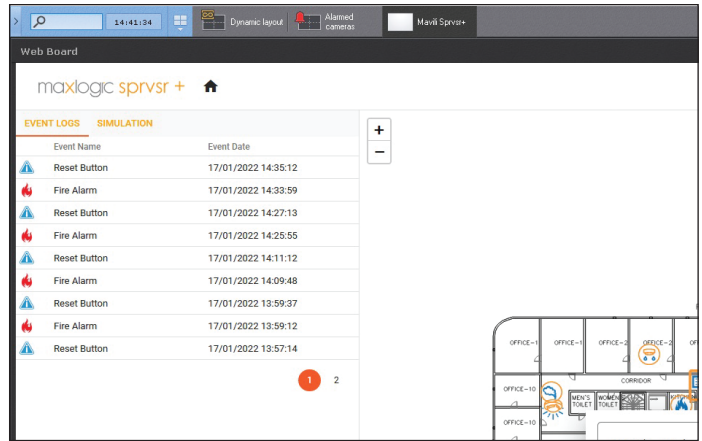 14:41:34
Dynamic layout
Alarmed
cameras
Mavili Sprvsr+
Web Board
maxlogic sprvsr +
EVENT LOGS SIMULATION
Event Name Event Date
Reset Button 17/01/2022 14:35:12
Fire Alarm 17/01/2022 14:33:59
Reset Button 17/01/2022 14:27:13
Fire Alarm 17/01/2022 14:25:55
Reset Button 17/01/2022 14:11:12
Fire Alarm 17/01/2022 14:09:48
Reset Button 17/01/2022 13:59:37
Fire Alarm 17/01/2022 13:59:12
Reset Button 17/01/2022 13:57:14
1 2
+
−
OFFICE-1 OFFICE-1 OFFICE-2 OFFICE-2 OF
CORRIDOR
OFFICE-10
MEN'S
TOILET
WOMEN
TOILET
OFFICE-10